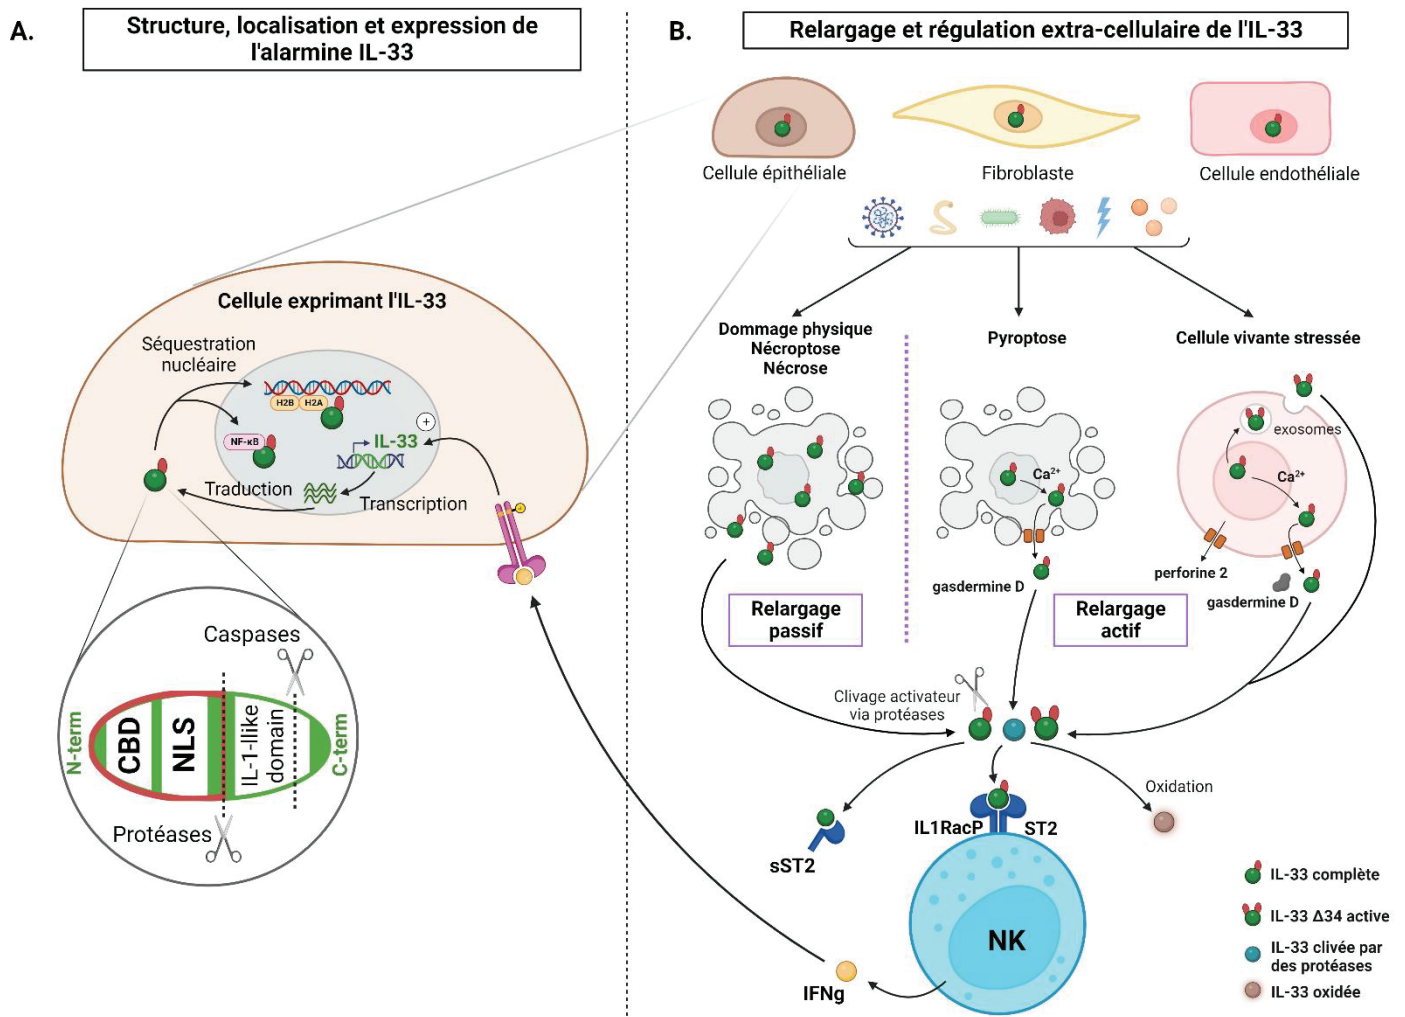 A.
Structure, localisation et expression de
l'alarmine IL-33
Cellule exprimant l'IL-33
Séquestration
nucléaire
H2B
H2A
NF-κB
+
IL-33
Traduction
Transcription
Caspases
N-term
CBD
NLS
IL-1-llike
domain
C-term
Protéases
B.
Relargage et régulation extra-cellulaire de l'IL-33
Cellule épithéliale
Fibroblaste
Cellule endothéliale
Dommage physique
Nécroptose
Nécrose
Pyroptose
Cellule vivante stressée
exosomes
Ca²⁺
Ca²⁺
perforine 2
gasdermine D
gasdermine D
Relargage
passif
Relargage
actif
Clivage activateur
via protéases
Oxidation
sST2
IL1RacP
ST2
NK
IFNg
IL-33 complète
IL-33 Δ34 active
IL-33 clivée par
des protéases
IL-33 oxidée